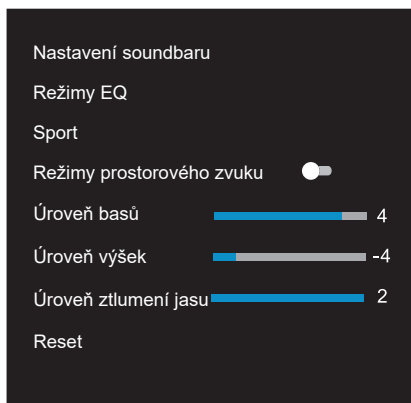 Nastavení soundbaru
Režimy EQ
Sport
Režimy prostorového zvuku
Úroveň basů 4
Úroveň výšek -4
Úroveň ztlumení jasu 2
Reset